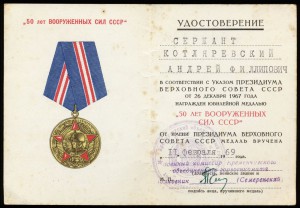 „50 ЛЕТ ВООРУЖЕННЫХ СИЛ СССР"
УДОСТОВЕРЕНИЕ
СЕРЖАНТ
КОТЛЯРЕВСКИЙ
АНДРЕЙ ФИЛИПОВИЧ
В СООТВЕТСТВИИ С УКАЗОМ ПРЕЗИДИУМА
ВЕРХОВНОГО СОВЕТА СССР
ОТ 26 ДЕКАБРЯ 1967 ГОДА
НАГРАЖДЕН ЮБИЛЕЙНОЙ МЕДАЛЬЮ
„50 ЛЕТ ВООРУЖЕННЫХ
СИЛ СССР"
ОТ ИМЕНИ ПРЕЗИДИУМА ВЕРХОВНОГО
СОВЕТА СССР МЕДАЛЬ ВРУЧЕНА
февраля 69